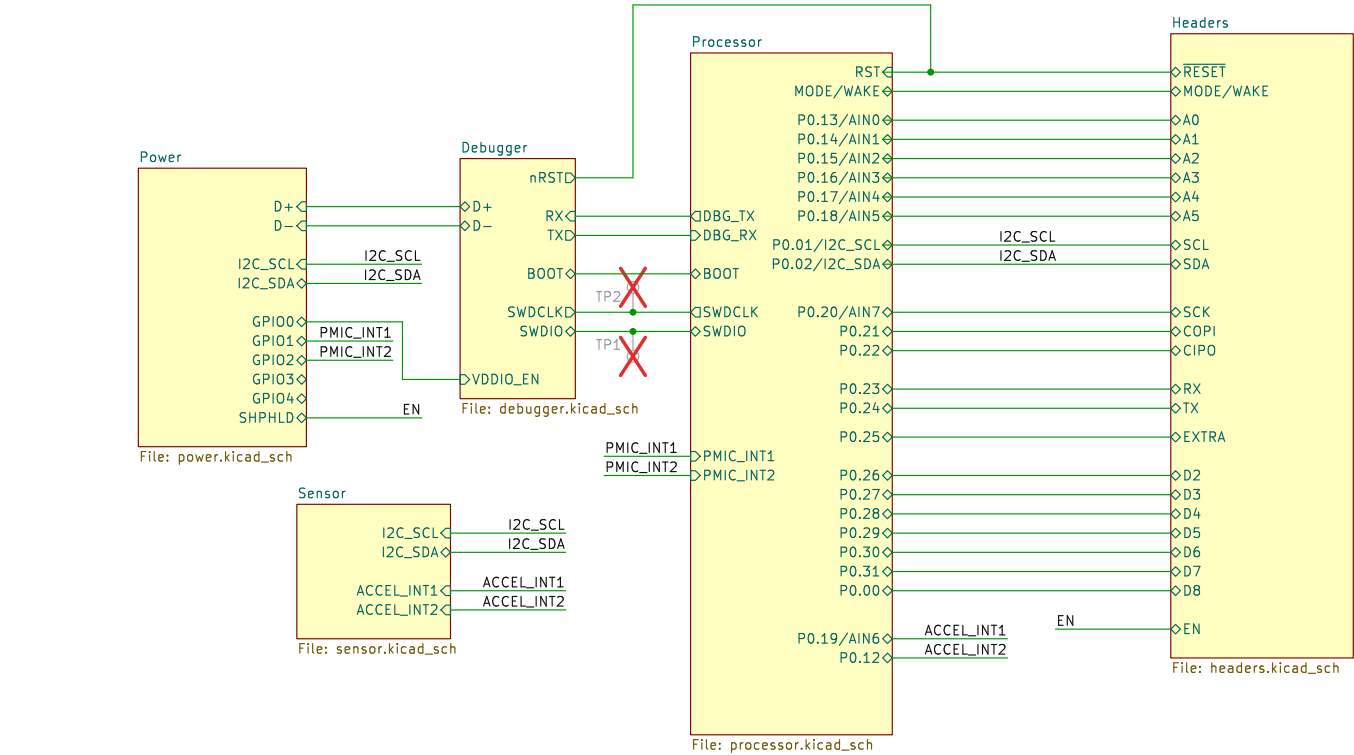 Power
D+
D-
I2C_SCL
I2C_SCL
I2C_SDA
I2C_SDA
GPIO0
GPIO1
PMIC_INT1
GPIO2
PMIC_INT2
GPIO3
GPIO4
SHPHLD
EN
File: power.kicad_sch
Debugger
nRST
D+
RX
D-
TX
BOOT
SWDCLK
SWDIO
VDDIO_EN
File: debugger.kicad_sch
TP2
TP1
Sensor
I2C_SCL
I2C_SCL
I2C_SDA
I2C_SDA
ACCEL_INT1
ACCEL_INT1
ACCEL_INT2
ACCEL_INT2
File: sensor.kicad_sch
Processor
RST
MODE/WAKE
P0.13/AIN0
P0.14/AIN1
P0.15/AIN2
P0.16/AIN3
P0.17/AIN4
DBG_TX
P0.18/AIN5
DBG_RX
P0.01/I2C_SCL
I2C_SCL
P0.02/I2C_SDA
I2C_SDA
BOOT
SWDCLK
P0.20/AIN7
SWDIO
P0.21
P0.22
P0.23
P0.24
P0.25
PMIC_INT1
PMIC_INT1
PMIC_INT2
PMIC_INT2
P0.26
P0.27
P0.28
P0.29
P0.30
P0.31
P0.00
P0.19/AIN6
ACCEL_INT1
P0.12
ACCEL_INT2
File: processor.kicad_sch
Headers
RESET
MODE/WAKE
A0
A1
A2
A3
A4
A5
SCL
SDA
SCK
COPI
CIPO
RX
TX
EXTRA
D2
D3
D4
D5
D6
D7
D8
EN
EN
File: headers.kicad_sch